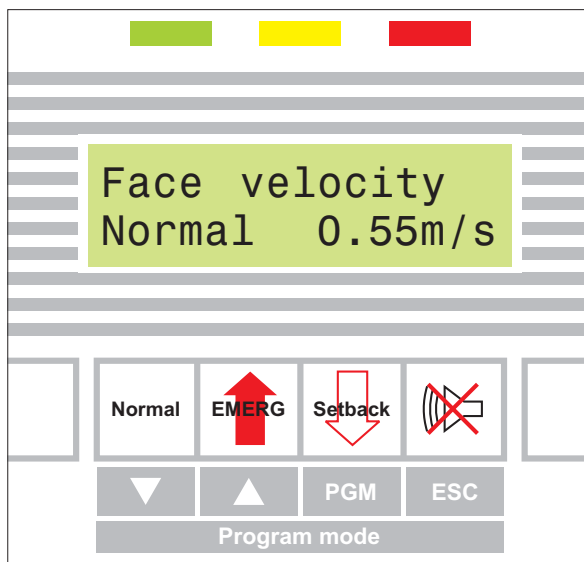 Face velocity
Normal 0.55m/s
Normal EMERG Setback
PGM ESC
Program mode